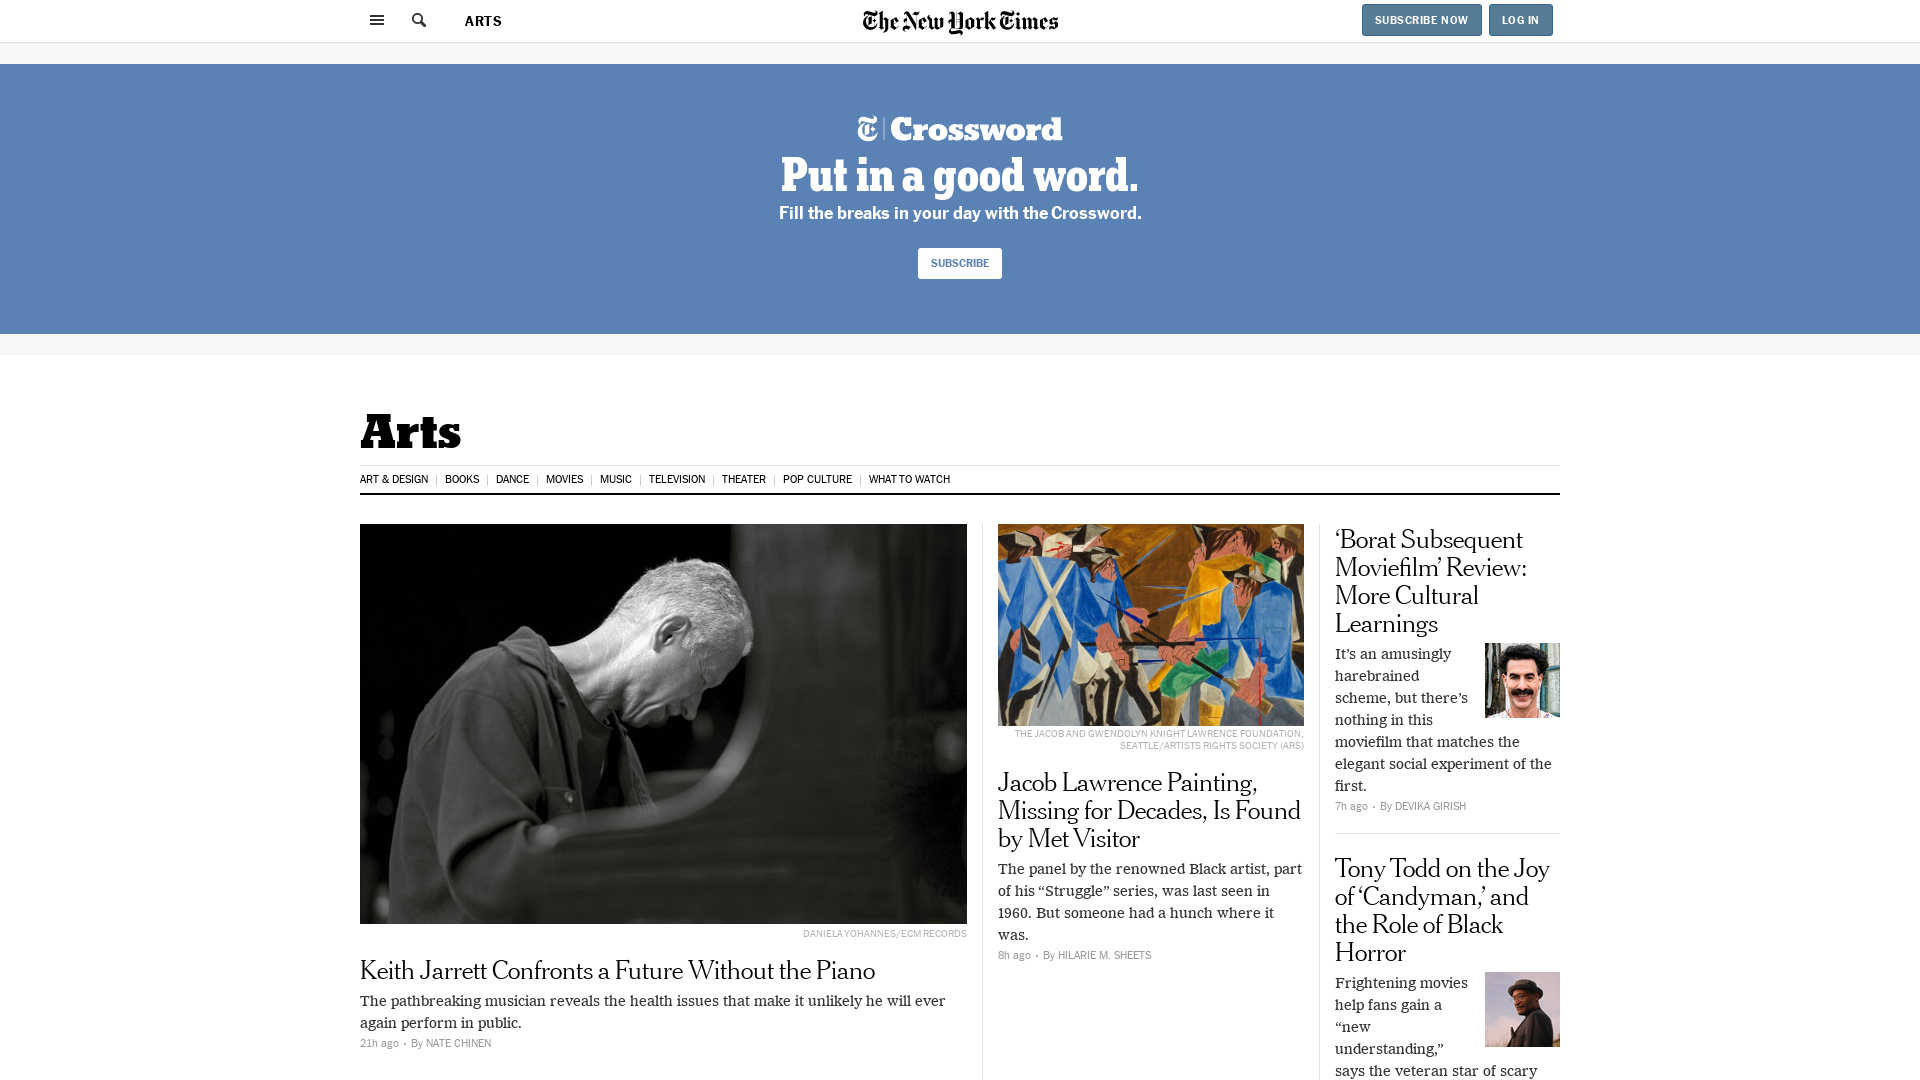 ARTS
The New York Times
SUBSCRIBE NOW
LOG IN
T Crossword
Put in a good word.
Fill the breaks in your day with the Crossword.
SUBSCRIBE
Arts
ART & DESIGN
BOOKS
DANCE
MOVIES
MUSIC
TELEVISION
THEATER
POP CULTURE
WHAT TO WATCH
DANIELA YOHANNES/ECM RECORDS
Keith Jarrett Confronts a Future Without the Piano
The pathbreaking musician reveals the health issues that make it unlikely he will ever
again perform in public.
21h ago • By NATE CHINEN
THE JACOB AND GWENDOLYN KNIGHT LAWRENCE FOUNDATION,
SEATTLE/ARTISTS RIGHTS SOCIETY (ARS)
Jacob Lawrence Painting,
Missing for Decades, Is Found
by Met Visitor
The panel by the renowned Black artist, part
of his “Struggle” series, was last seen in
1960. But someone had a hunch where it
was.
8h ago • By HILARIE M. SHEETS
‘Borat Subsequent
Moviefilm’ Review:
More Cultural
Learnings
It’s an amusingly
harebrained
scheme, but there’s
nothing in this
moviefilm that matches the
elegant social experiment of the
first.
7h ago • By DEVIKA GIRISH
Tony Todd on the Joy
of ‘Candyman,’ and
the Role of Black
Horror
Frightening movies
help fans gain a
“new
understanding,”
says the veteran star of scary